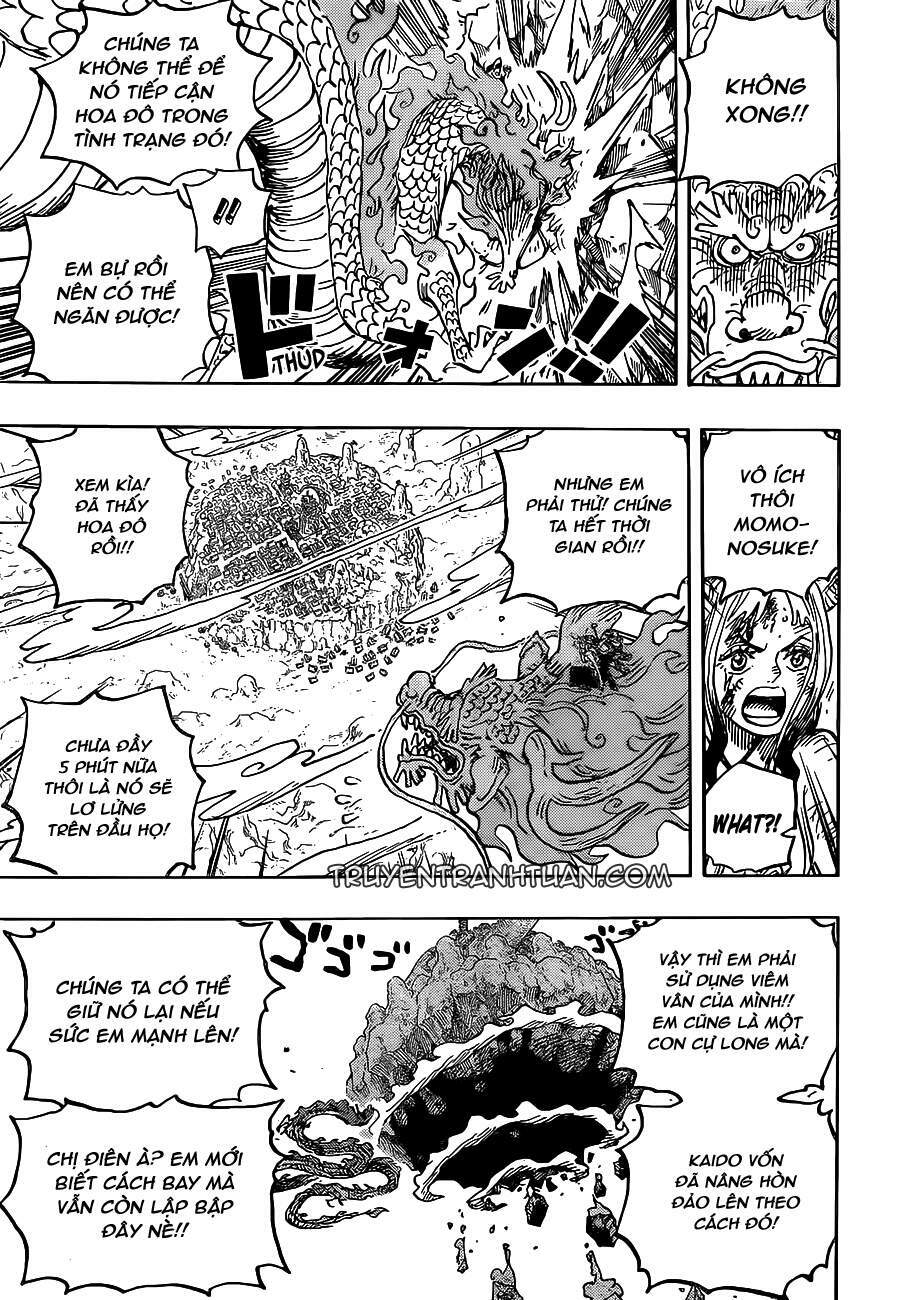 KHÔNG
XONG!!
CHÚNG TA
KHÔNG THỂ ĐỂ
NÓ TIẾP CẬN
HOA ĐÔ TRONG
TÌNH TRẠNG ĐÓ!
!!
EM BỰ RỒI
NÊN CÓ THỂ
NGĂN ĐƯỢC!
ドォ...!!!
THUD
VÔ ÍCH
THÔI
MOMO-
NOSUKE!
WHAT?!
NHƯNG EM
PHẢI THỬ! CHÚNG
TA HẾT THỜI
GIAN RỒI!!
XEM KÌA!
ĐÃ THẤY
HOA ĐÔ
RỒI!!
CHƯA ĐẦY
5 PHÚT NỮA
THÔI LÀ NÓ SẼ
LƠ LỬNG
TRÊN ĐẦU HỌ!
TRUYENTRANHTUAN.COM
VẬY THÌ EM PHẢI
SỬ DỤNG VIÊM
VÂN CỦA MÌNH!!
EM CŨNG LÀ MỘT
CON CỰ LONG MÀ!
KAIDO VỐN
ĐÃ NÂNG HÒN
ĐẢO LÊN THEO
CÁCH ĐÓ!
ゴゴゴゴ
CHÚNG TA CÓ THỂ
GIỮ NÓ LẠI NẾU
SỨC EM MẠNH LÊN!
CHỊ ĐIÊN À? EM MỚI
BIẾT CÁCH BAY MÀ
VẪN CÒN LẬP BẬP
ĐÂY NÈ!!